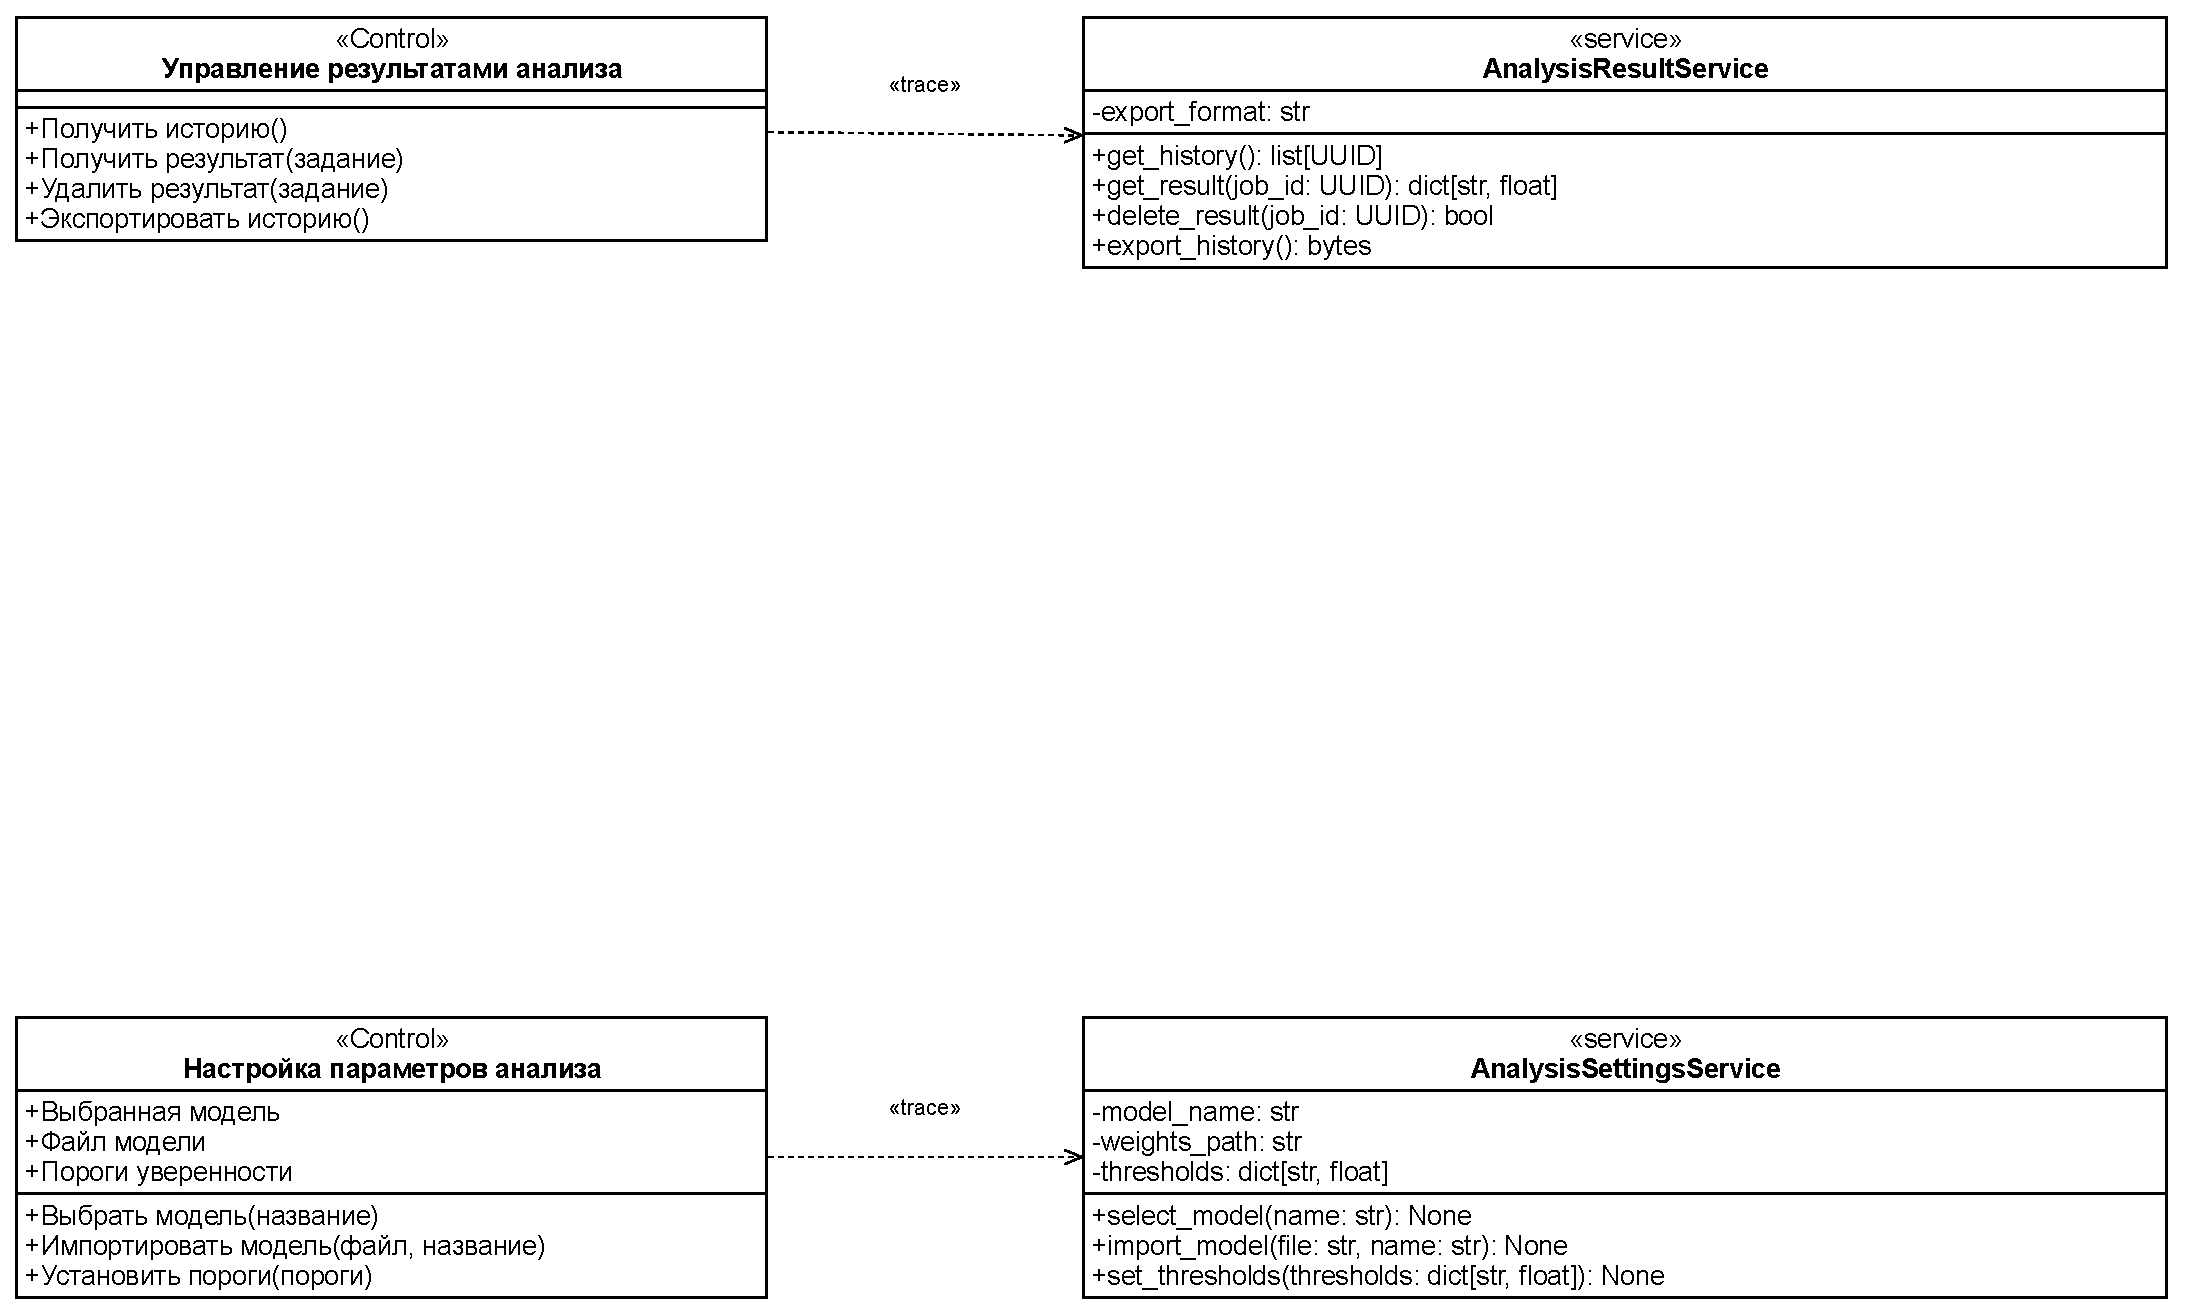 «Control»
Управление результатами анализа
+Получить историю()
+Получить результат(задание)
+Удалить результат(задание)
+Экспортировать историю()
«trace»
«service»
AnalysisResultService
-export_format: str
+get_history(): list[UUID]
+get_result(job_id: UUID): dict[str, float]
+delete_result(job_id: UUID): bool
+export_history(): bytes
«Control»
Настройка параметров анализа
+Выбранная модель
+Файл модели
+Пороги уверенности
+Выбрать модель(название)
+Импортировать модель(файл, название)
+Установить пороги(пороги)
«trace»
«service»
AnalysisSettingsService
-model_name: str
-weights_path: str
-thresholds: dict[str, float]
+select_model(name: str): None
+import_model(file: str, name: str): None
+set_thresholds(thresholds: dict[str, float]): None